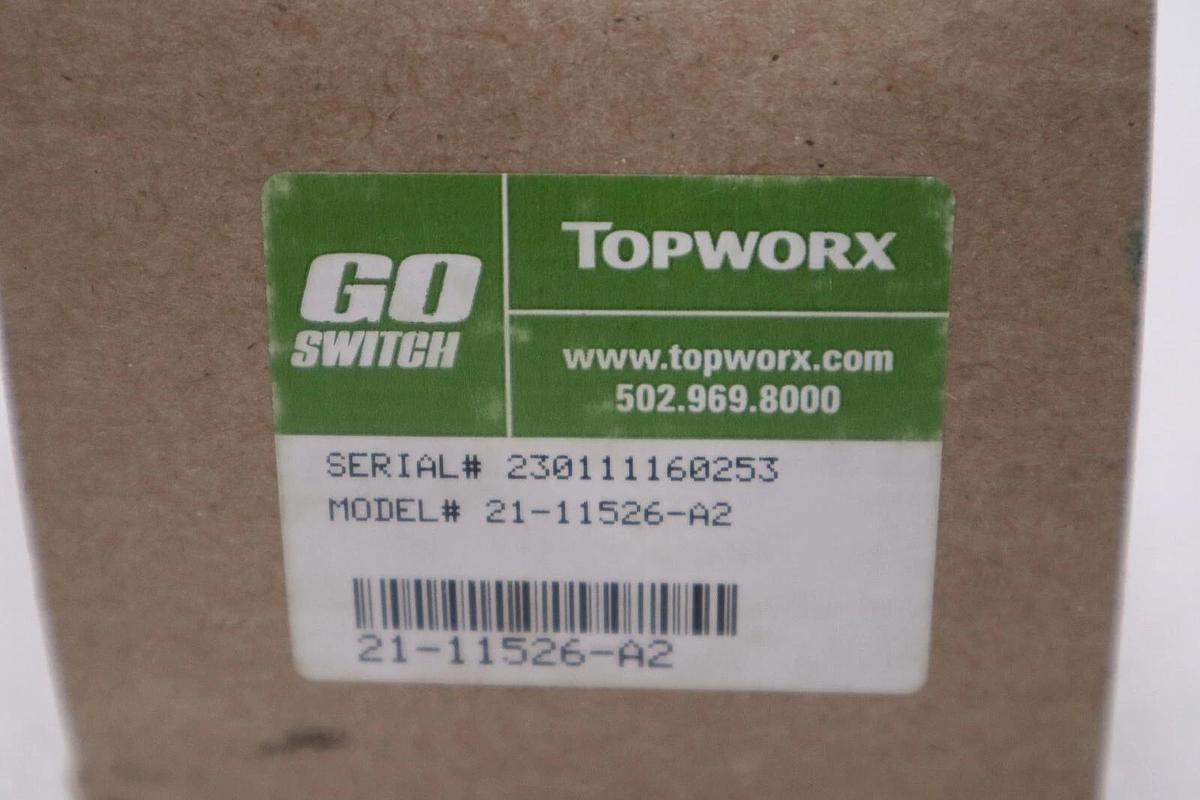 GO
SWITCH
TOPWORX
www.topworx.com
502.969.8000
SERIAL# 230111160253
MODEL# 21-11526-A2
21-11526-A2